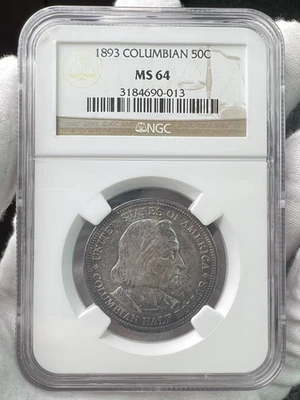 1893 COLUMBIAN 50C
MS 64
3184690-013
NGC
UNITED STATES OF AMERICA
COLUMBIAN HALF